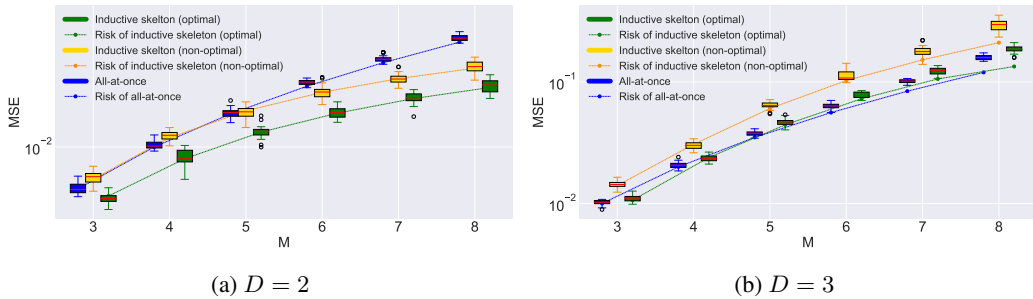 Inductive skelton (optimal)
Risk of inductive skeleton (optimal)
Inductive skelton (non-optimal)
Risk of inductive skeleton (non-optimal)
All-at-once
Risk of all-at-once
MSE
10⁻²
3 4 5 6 7 8
M
(a) D = 2
Inductive skelton (optimal)
Risk of inductive skeleton (optimal)
Inductive skelton (non-optimal)
Risk of inductive skeleton (non-optimal)
All-at-once
Risk of all-at-once
MSE
10⁻¹
10⁻²
3 4 5 6 7 8
M
(b) D = 3